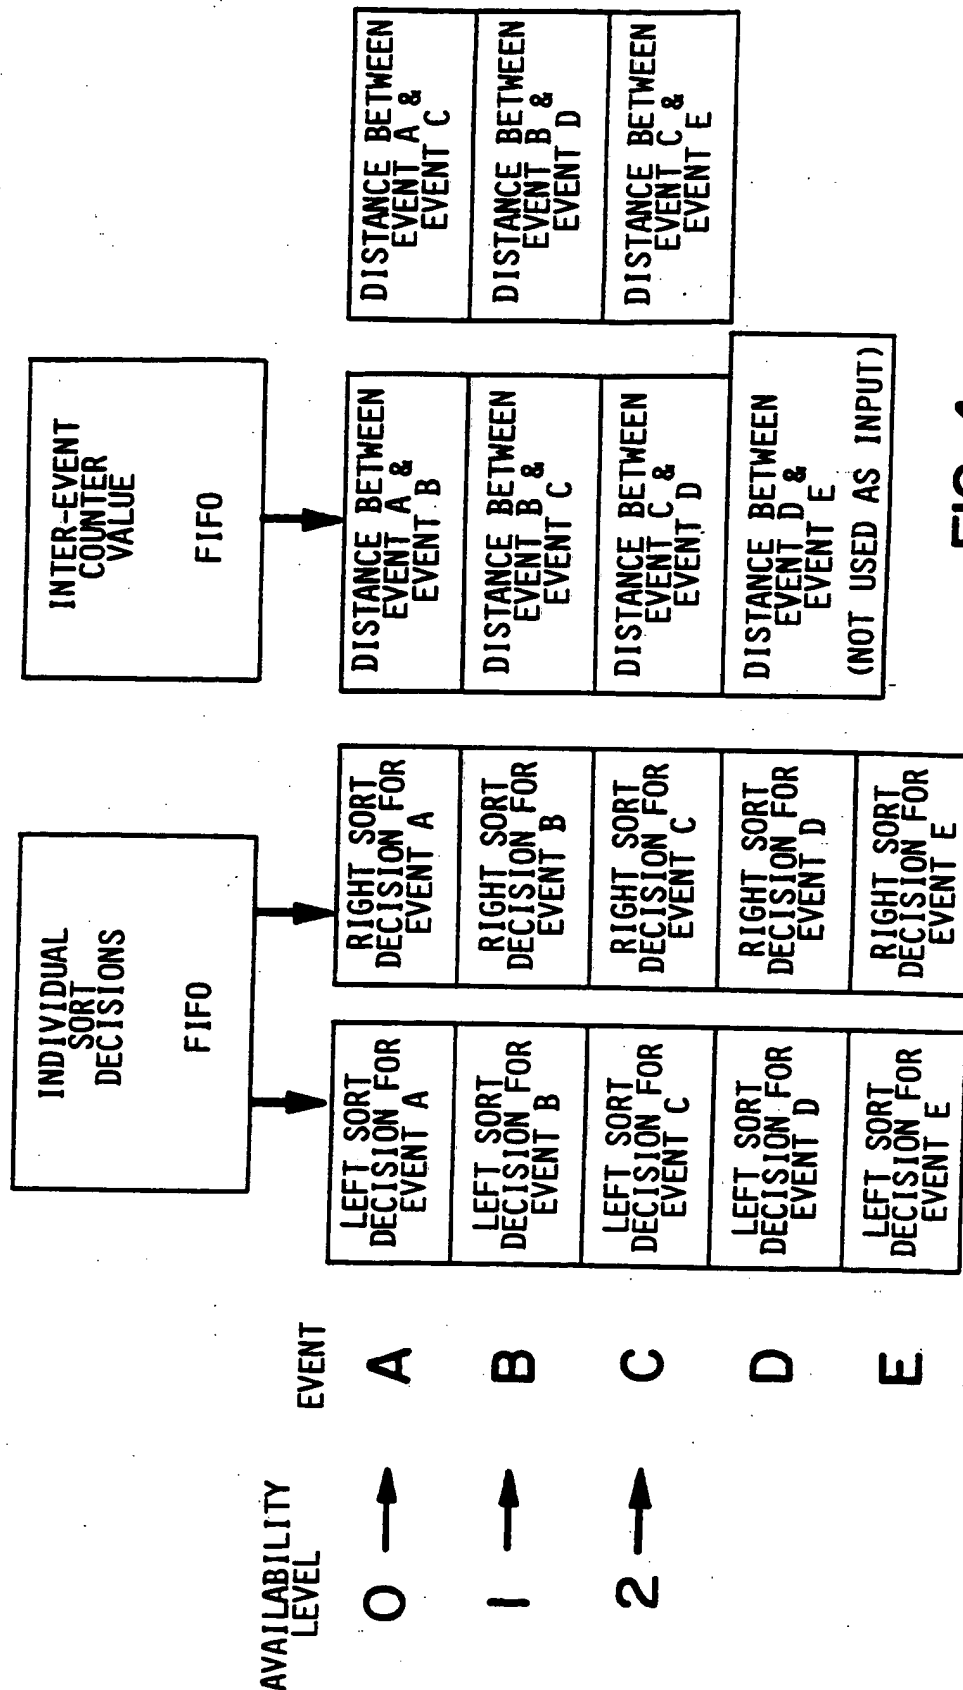 INDIVIDUAL
SORT
DECISIONS
FIFO
INTER-EVENT
COUNTER
VALUE
FIFO
AVAILABILITY
LEVEL
EVENT
0
A
LEFT SORT
DECISION FOR
EVENT A
RIGHT SORT
DECISION FOR
EVENT A
DISTANCE BETWEEN
EVENT A &
EVENT B
DISTANCE BETWEEN
EVENT A &
EVENT C
1
B
LEFT SORT
DECISION FOR
EVENT B
RIGHT SORT
DECISION FOR
EVENT B
DISTANCE BETWEEN
EVENT B &
EVENT C
DISTANCE BETWEEN
EVENT B &
EVENT D
2
C
LEFT SORT
DECISION FOR
EVENT C
RIGHT SORT
DECISION FOR
EVENT C
DISTANCE BETWEEN
EVENT C &
EVENT D
DISTANCE BETWEEN
EVENT C &
EVENT E
D
LEFT SORT
DECISION FOR
EVENT D
RIGHT SORT
DECISION FOR
EVENT D
DISTANCE BETWEEN
EVENT D &
EVENT E
(NOT USED AS INPUT)
E
LEFT SORT
DECISION FOR
EVENT E
RIGHT SORT
DECISION FOR
EVENT E